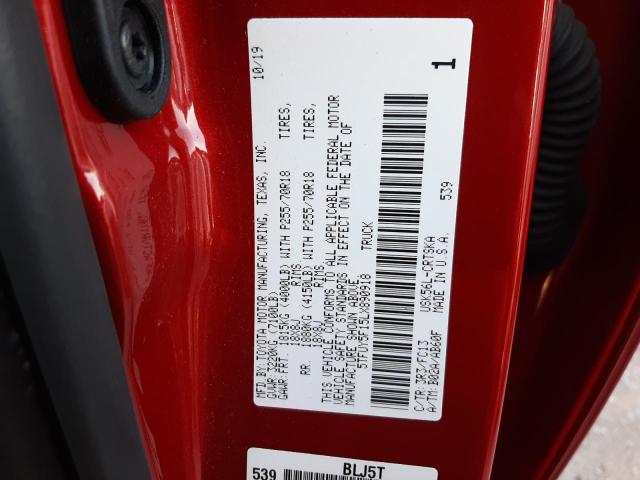 MFD.BY:TOYOTA MOTOR MANUFACTURING, TEXAS, INC. 10/19
GVWR:3220KG (7100LB)
GAWR:FRT. 1815KG (4000LB) WITH P255/70R18 TIRES,
18X8J RIMS
RR. 1880KG (4150LB) WITH P255/70R18 TIRES,
18X8J RIMS
THIS VEHICLE CONFORMS TO ALL APPLICABLE FEDERAL MOTOR
VEHICLE SAFETY STANDARDS IN EFFECT ON THE DATE OF
MANUFACTURE SHOWN ABOVE.
5TFUY5F15LX890918 TRUCK
C/TR:3R3/FC13 USK56L-CRTSKA 539
A/TM:B02A/AB60F MADE IN U.S.A.
1
539 BLJ5T